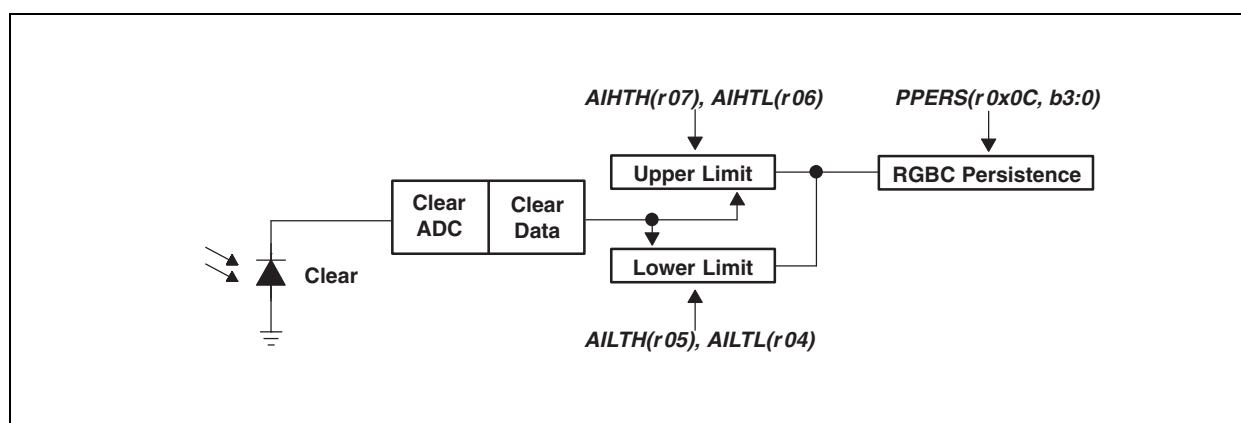 AIHTH(r07), AIHTL(r06)
PPERS(r0x0C, b3:0)
Upper Limit
RGBC Persistence
Clear
ADC
Clear
Data
Lower Limit
Clear
AILTH(r05), AILTL(r04)